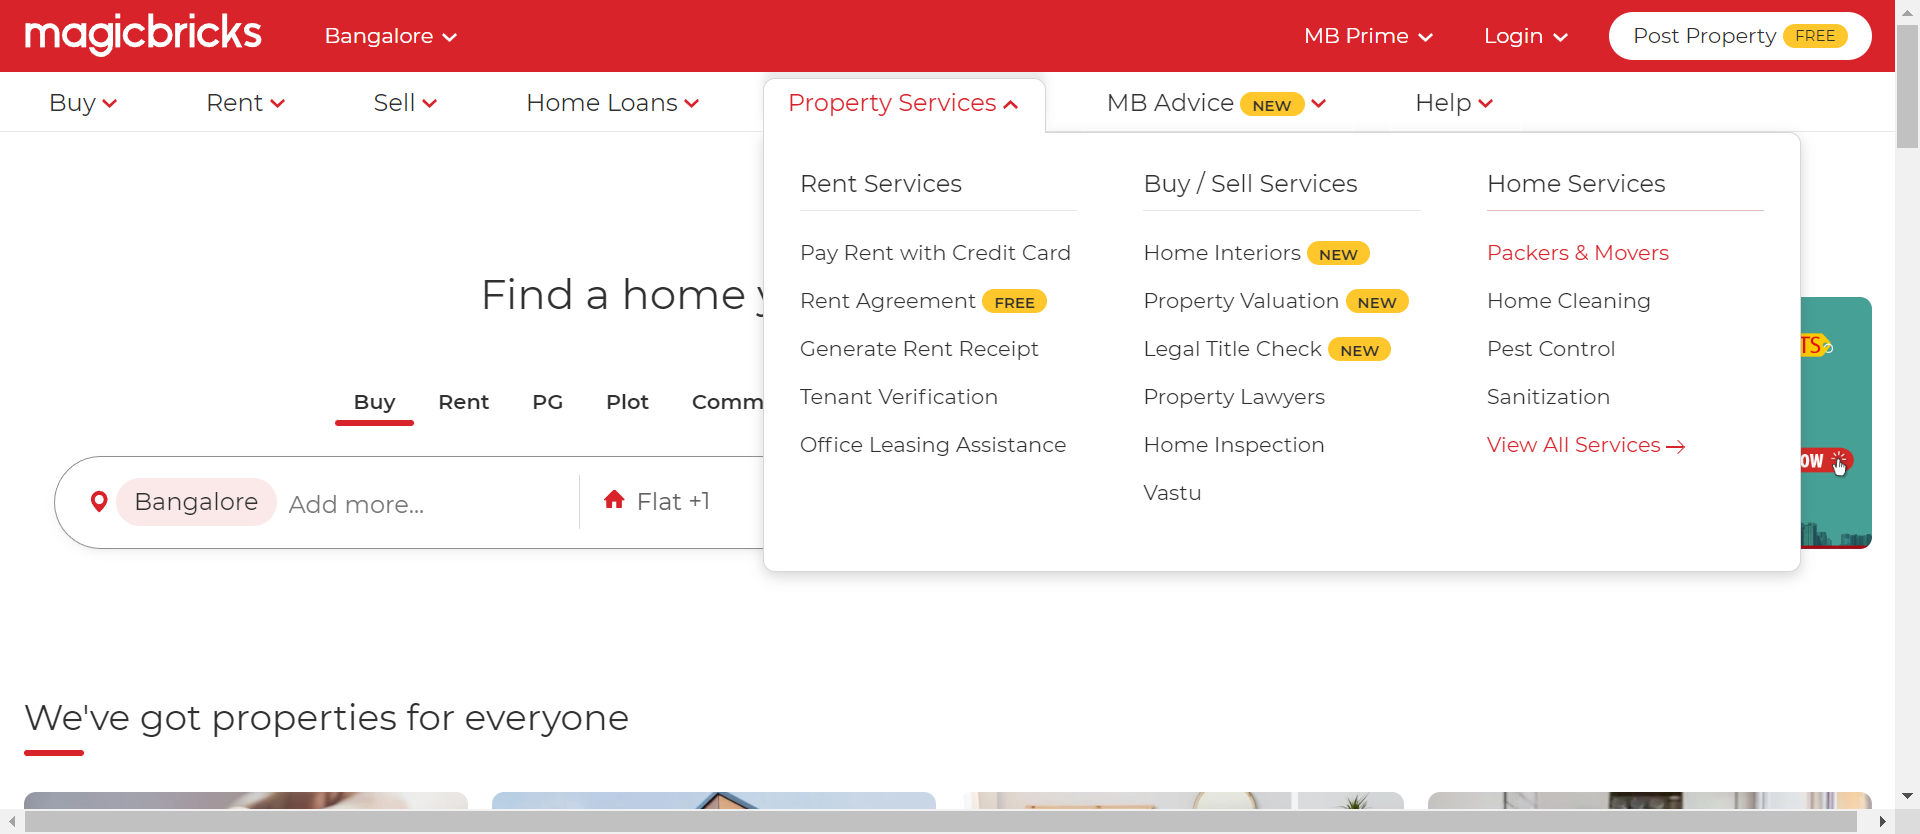 magicbricks
Bangalore
MB Prime
Login
Post Property FREE
Buy
Rent
Sell
Home Loans
Property Services
MB Advice NEW
Help
Rent Services
Pay Rent with Credit Card
Rent Agreement FREE
Generate Rent Receipt
Tenant Verification
Office Leasing Assistance
Buy / Sell Services
Home Interiors NEW
Property Valuation NEW
Legal Title Check NEW
Property Lawyers
Home Inspection
Vastu
Home Services
Packers & Movers
Home Cleaning
Pest Control
Sanitization
View All Services
Find a home
Buy
Rent
PG
Plot
Comm
Bangalore
Add more...
Flat +1
TS
OW
We've got properties for everyone